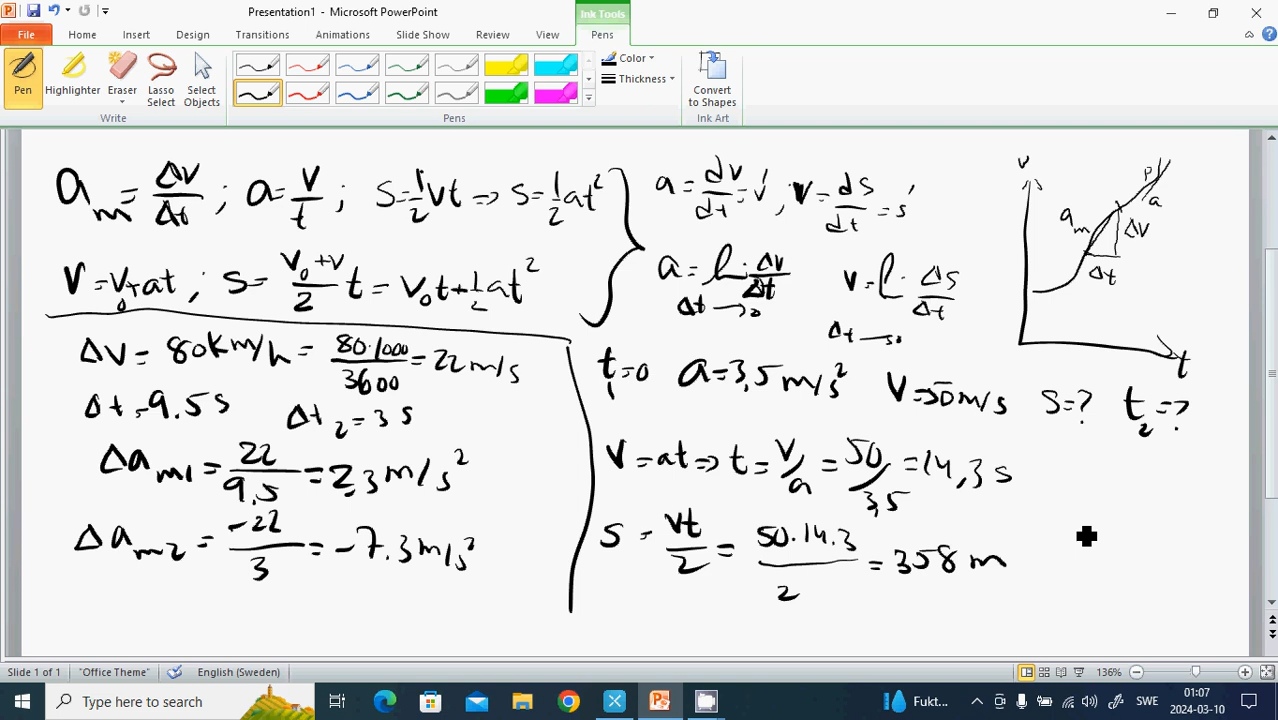 Presentation1 - Microsoft PowerPoint
Ink Tools
File Home Insert Design Transitions Animations Slide Show Review View Pens
Pen Highlighter Eraser Lasso Select Select Objects
Color
Thickness
Convert to Shapes
Write Pens Ink Art
a_m = Δv/Δt ; a = v/t ; s = 1/2 vt => s = 1/2 at²
v = v₀ + at ; s = (v₀+v)/2 t = v₀t + 1/2 at²
a = dv/dt = v' ; v = ds/dt = s'
a = l. Δv/Δt
Δt → 0
v = l. Δs/Δt
Δt → 0
v
a_m
Δv
Δt
p
a
t
Δv = 80 km/h = 80·1000/3600 = 22 m/s
Δt = 9.5 s Δt₂ = 3 s
Δa_m1 = 22/9.5 = 2.3 m/s²
Δa_m2 = -22/3 = -7.3 m/s²
t₁ = 0 a = 3,5 m/s² v = 50 m/s s = ? t₂ = ?
v = at => t = v/a = 50/3,5 = 14,3 s
s = vt/2 = 50·14.3/2 = 358 m
Slide 1 of 1 "Office Theme" English (Sweden) 136%
Type here to search
Fukt...
SWE
01:07
2024-03-10